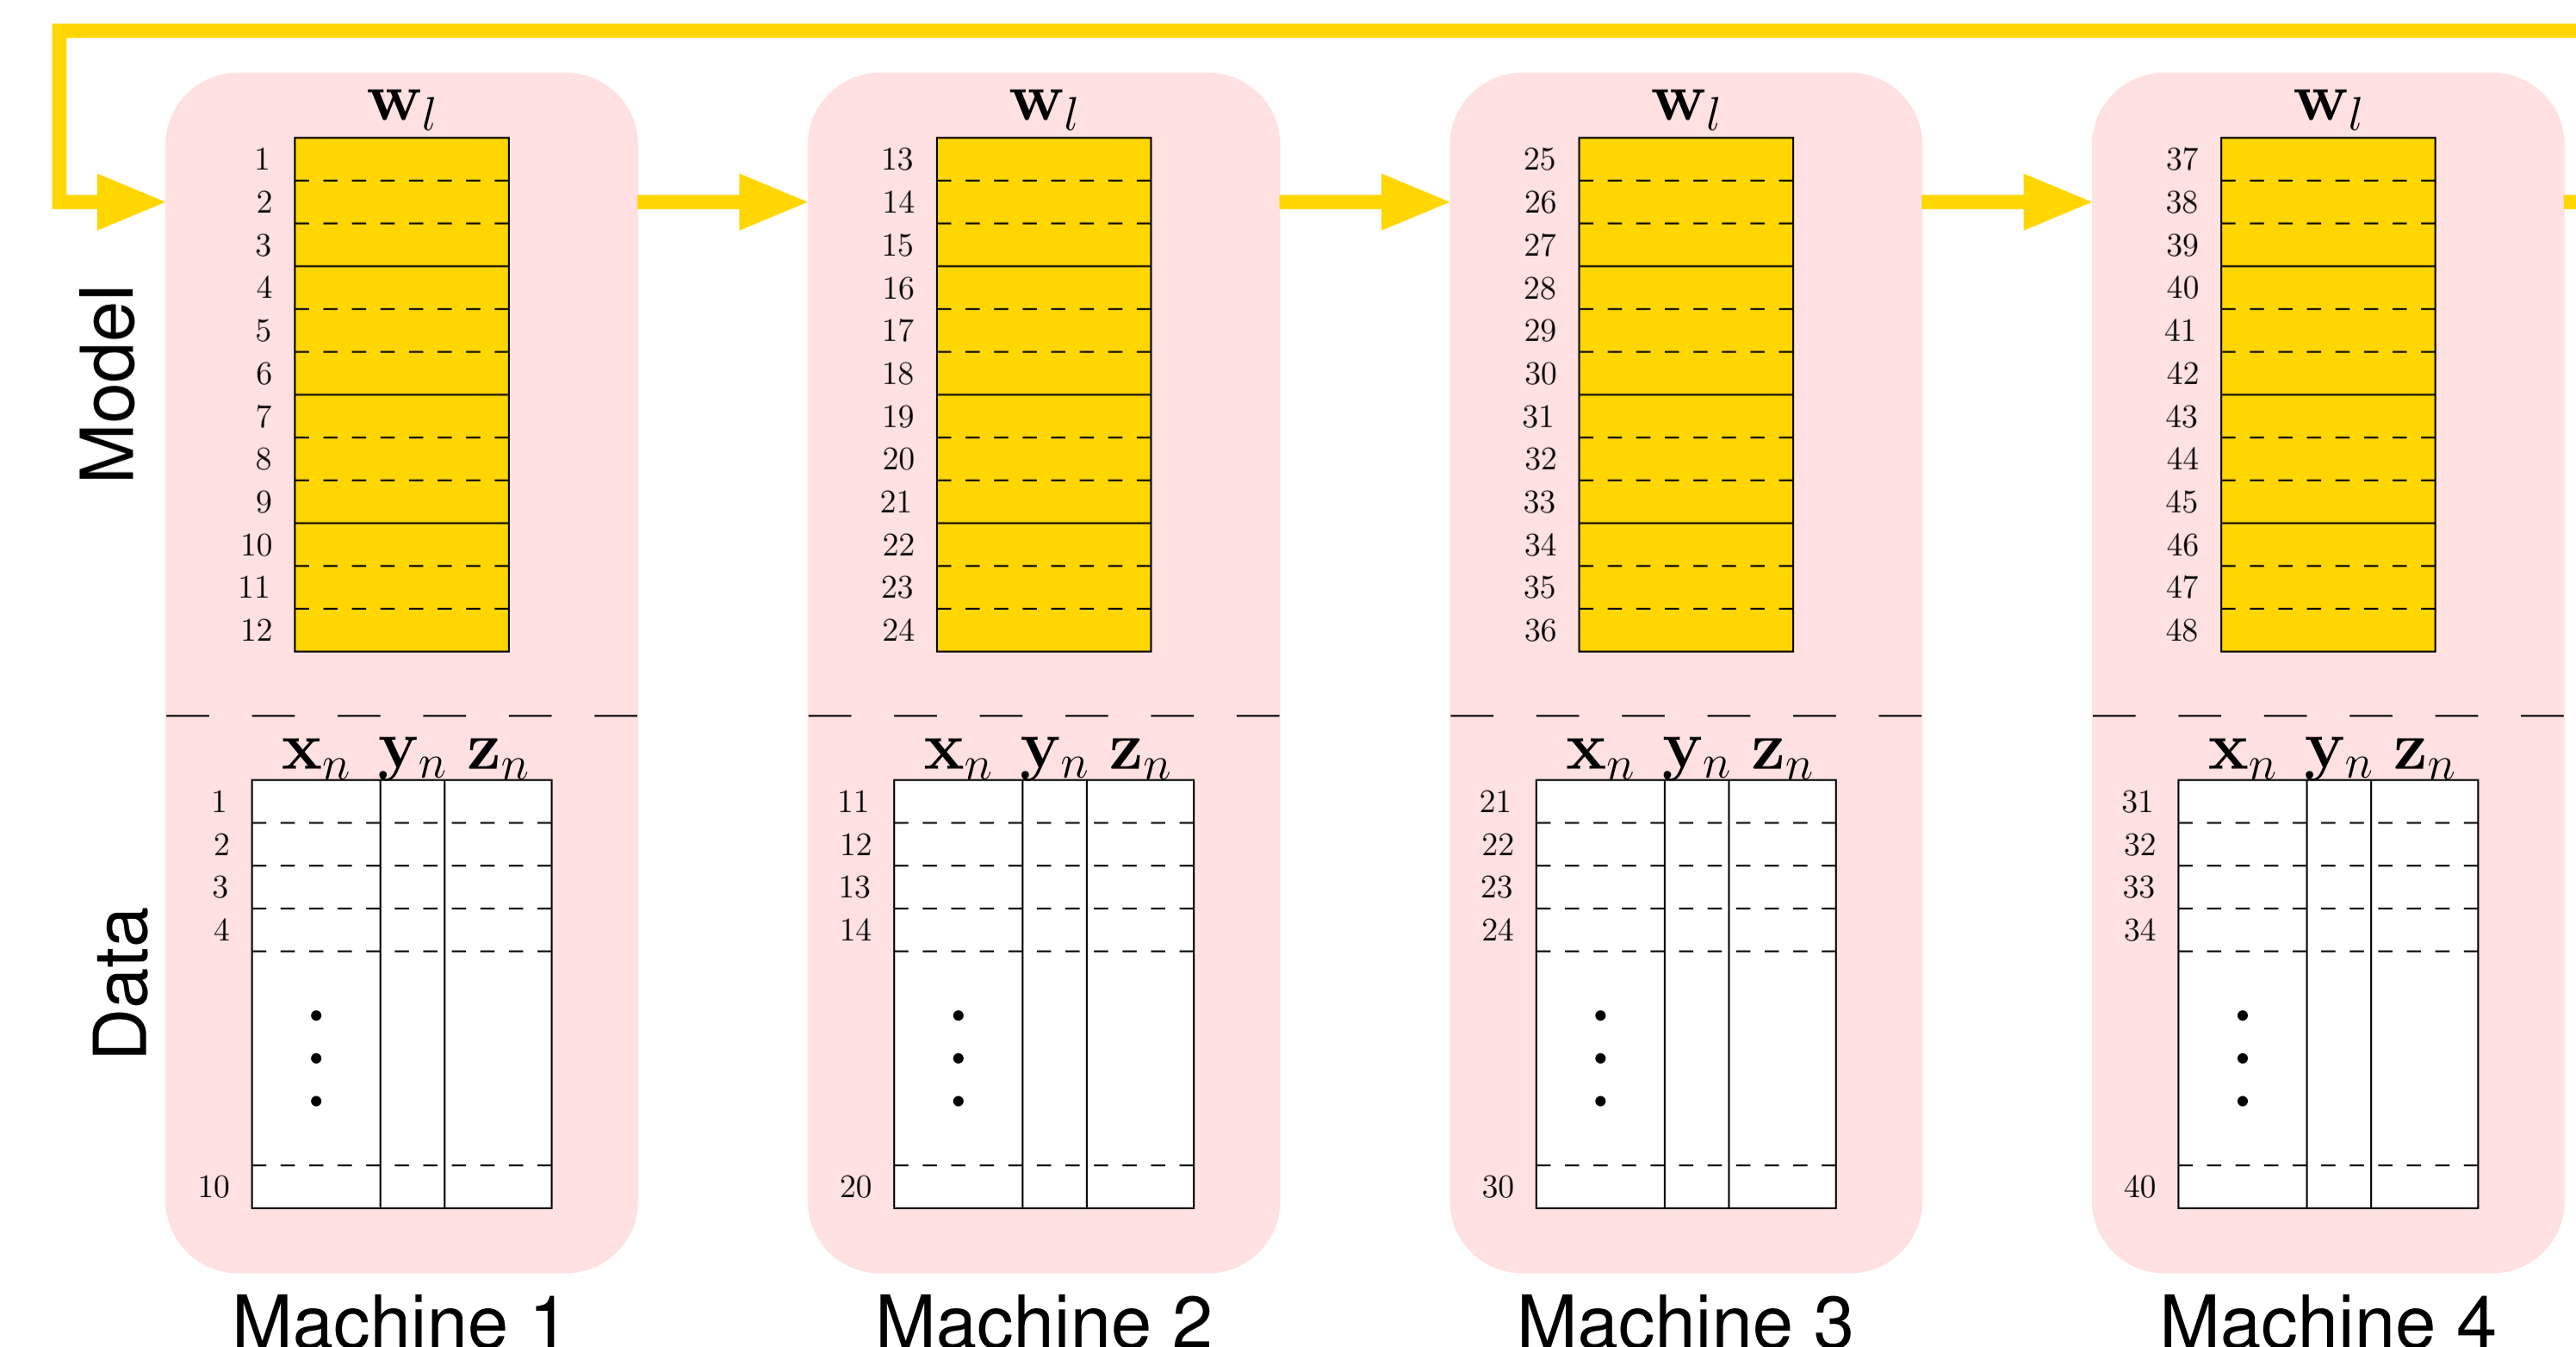 w_l w_l w_l w_l
1 13 25 37
2 14 26 38
3 15 27 39
4 16 28 40
5 17 29 41
6 18 30 42
7 19 31 43
8 20 32 44
9 21 33 45
10 22 34 46
11 23 35 47
12 24 36 48
Model
x_n y_n z_n x_n y_n z_n x_n y_n z_n x_n y_n z_n
1 11 21 31
2 12 22 32
3 13 23 33
4 14 24 34
10 20 30 40
Data
Machine 1 Machine 2 Machine 3 Machine 4